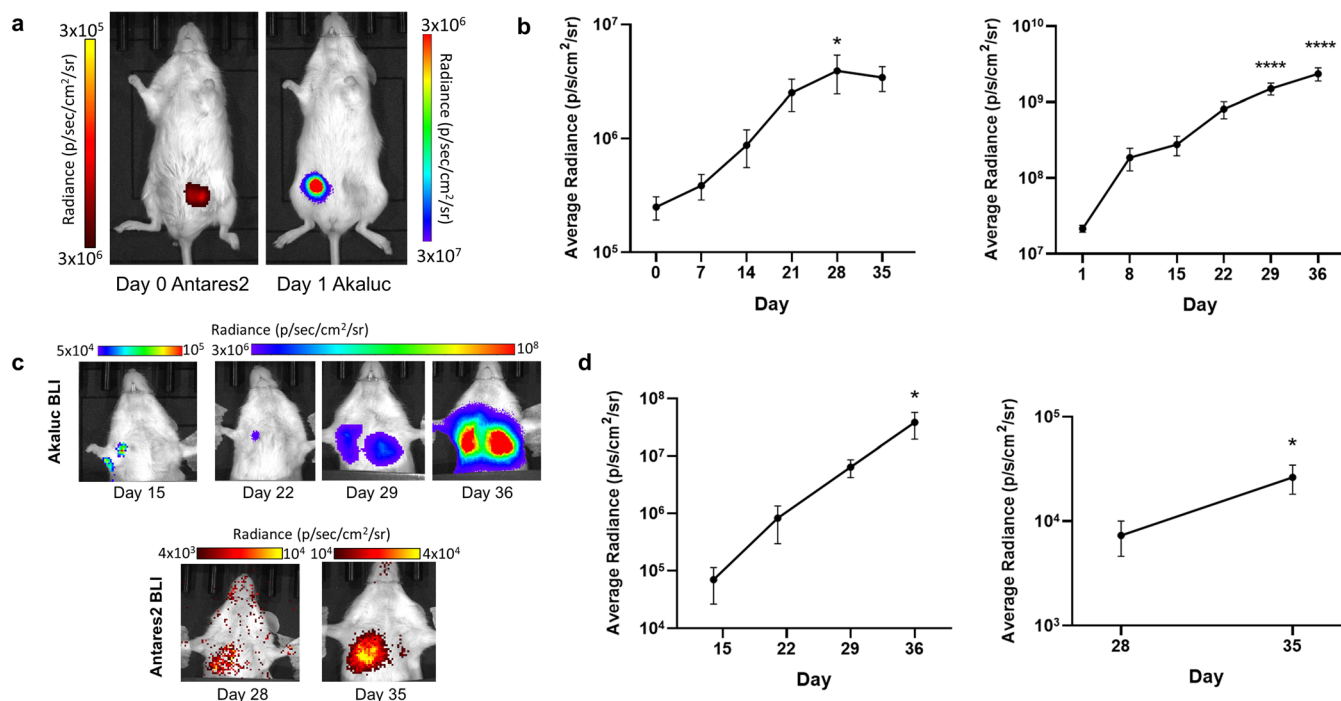 a
3x10⁵
Radiance (p/sec/cm²/sr)
3x10⁶
Day 0 Antares2
3x10⁶
Radiance (p/sec/cm²/sr)
3x10⁷
Day 1 Akaluc
b
Average Radiance (p/s/cm²/sr)
10⁷
10⁶
10⁵
*
0 7 14 21 28 35
Day
Average Radiance (p/s/cm²/sr)
10¹⁰
10⁹
10⁸
10⁷
**** ****
1 8 15 22 29 36
Day
c
Akaluc BLI
Radiance (p/sec/cm²/sr)
5x10⁴ 10⁵ 3x10⁶ 10⁸
Day 15 Day 22 Day 29 Day 36
Antares2 BLI
Radiance (p/sec/cm²/sr)
4x10³ 10⁴ 10⁴ 4x10⁴
Day 28 Day 35
d
Average Radiance (p/s/cm²/sr)
10⁸
10⁷
10⁶
10⁵
10⁴
*
15 22 29 36
Day
Average Radiance (p/s/cm²/sr)
10⁵
10⁴
10³
*
28 35
Day